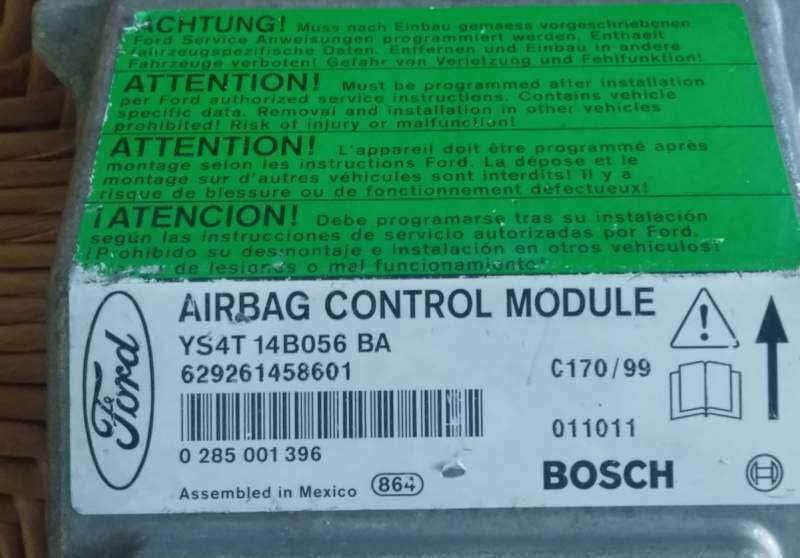 ACHTUNG! Muss nach Einbau gemaess vorgeschriebenen
Ford Service Anweisungen programmiert werden. Enthaelt
fahrzeugspezifische Daten. Entfernen und Einbau in andere
Fahrzeuge verboten! Gefahr von Verletzung und Fehlfunktion!
ATTENTION! Must be programmed after installation
per Ford authorized service instructions. Contains vehicle
specific data. Removal and installation in other vehicles
prohibited! Risk of injury or malfunction!
ATTENTION! L'appareil doit être programmé après
montage selon les instructions Ford. La dépose et le
montage sur d'autres véhicules sont interdits! Il y a
risque de blessure ou de fonctionnement défectueux!
¡ATENCION! Debe programarse tras su instalación
según las instrucciones de servicio autorizadas por Ford.
¡Prohibido su desmontaje e instalación en otros vehículos!
de lesiones o mal funcionamiento!
AIRBAG CONTROL MODULE
YS4T 14B056 BA
629261458601
C170/99
Ford
011011
0 285 001 396
BOSCH
Assembled in Mexico 864